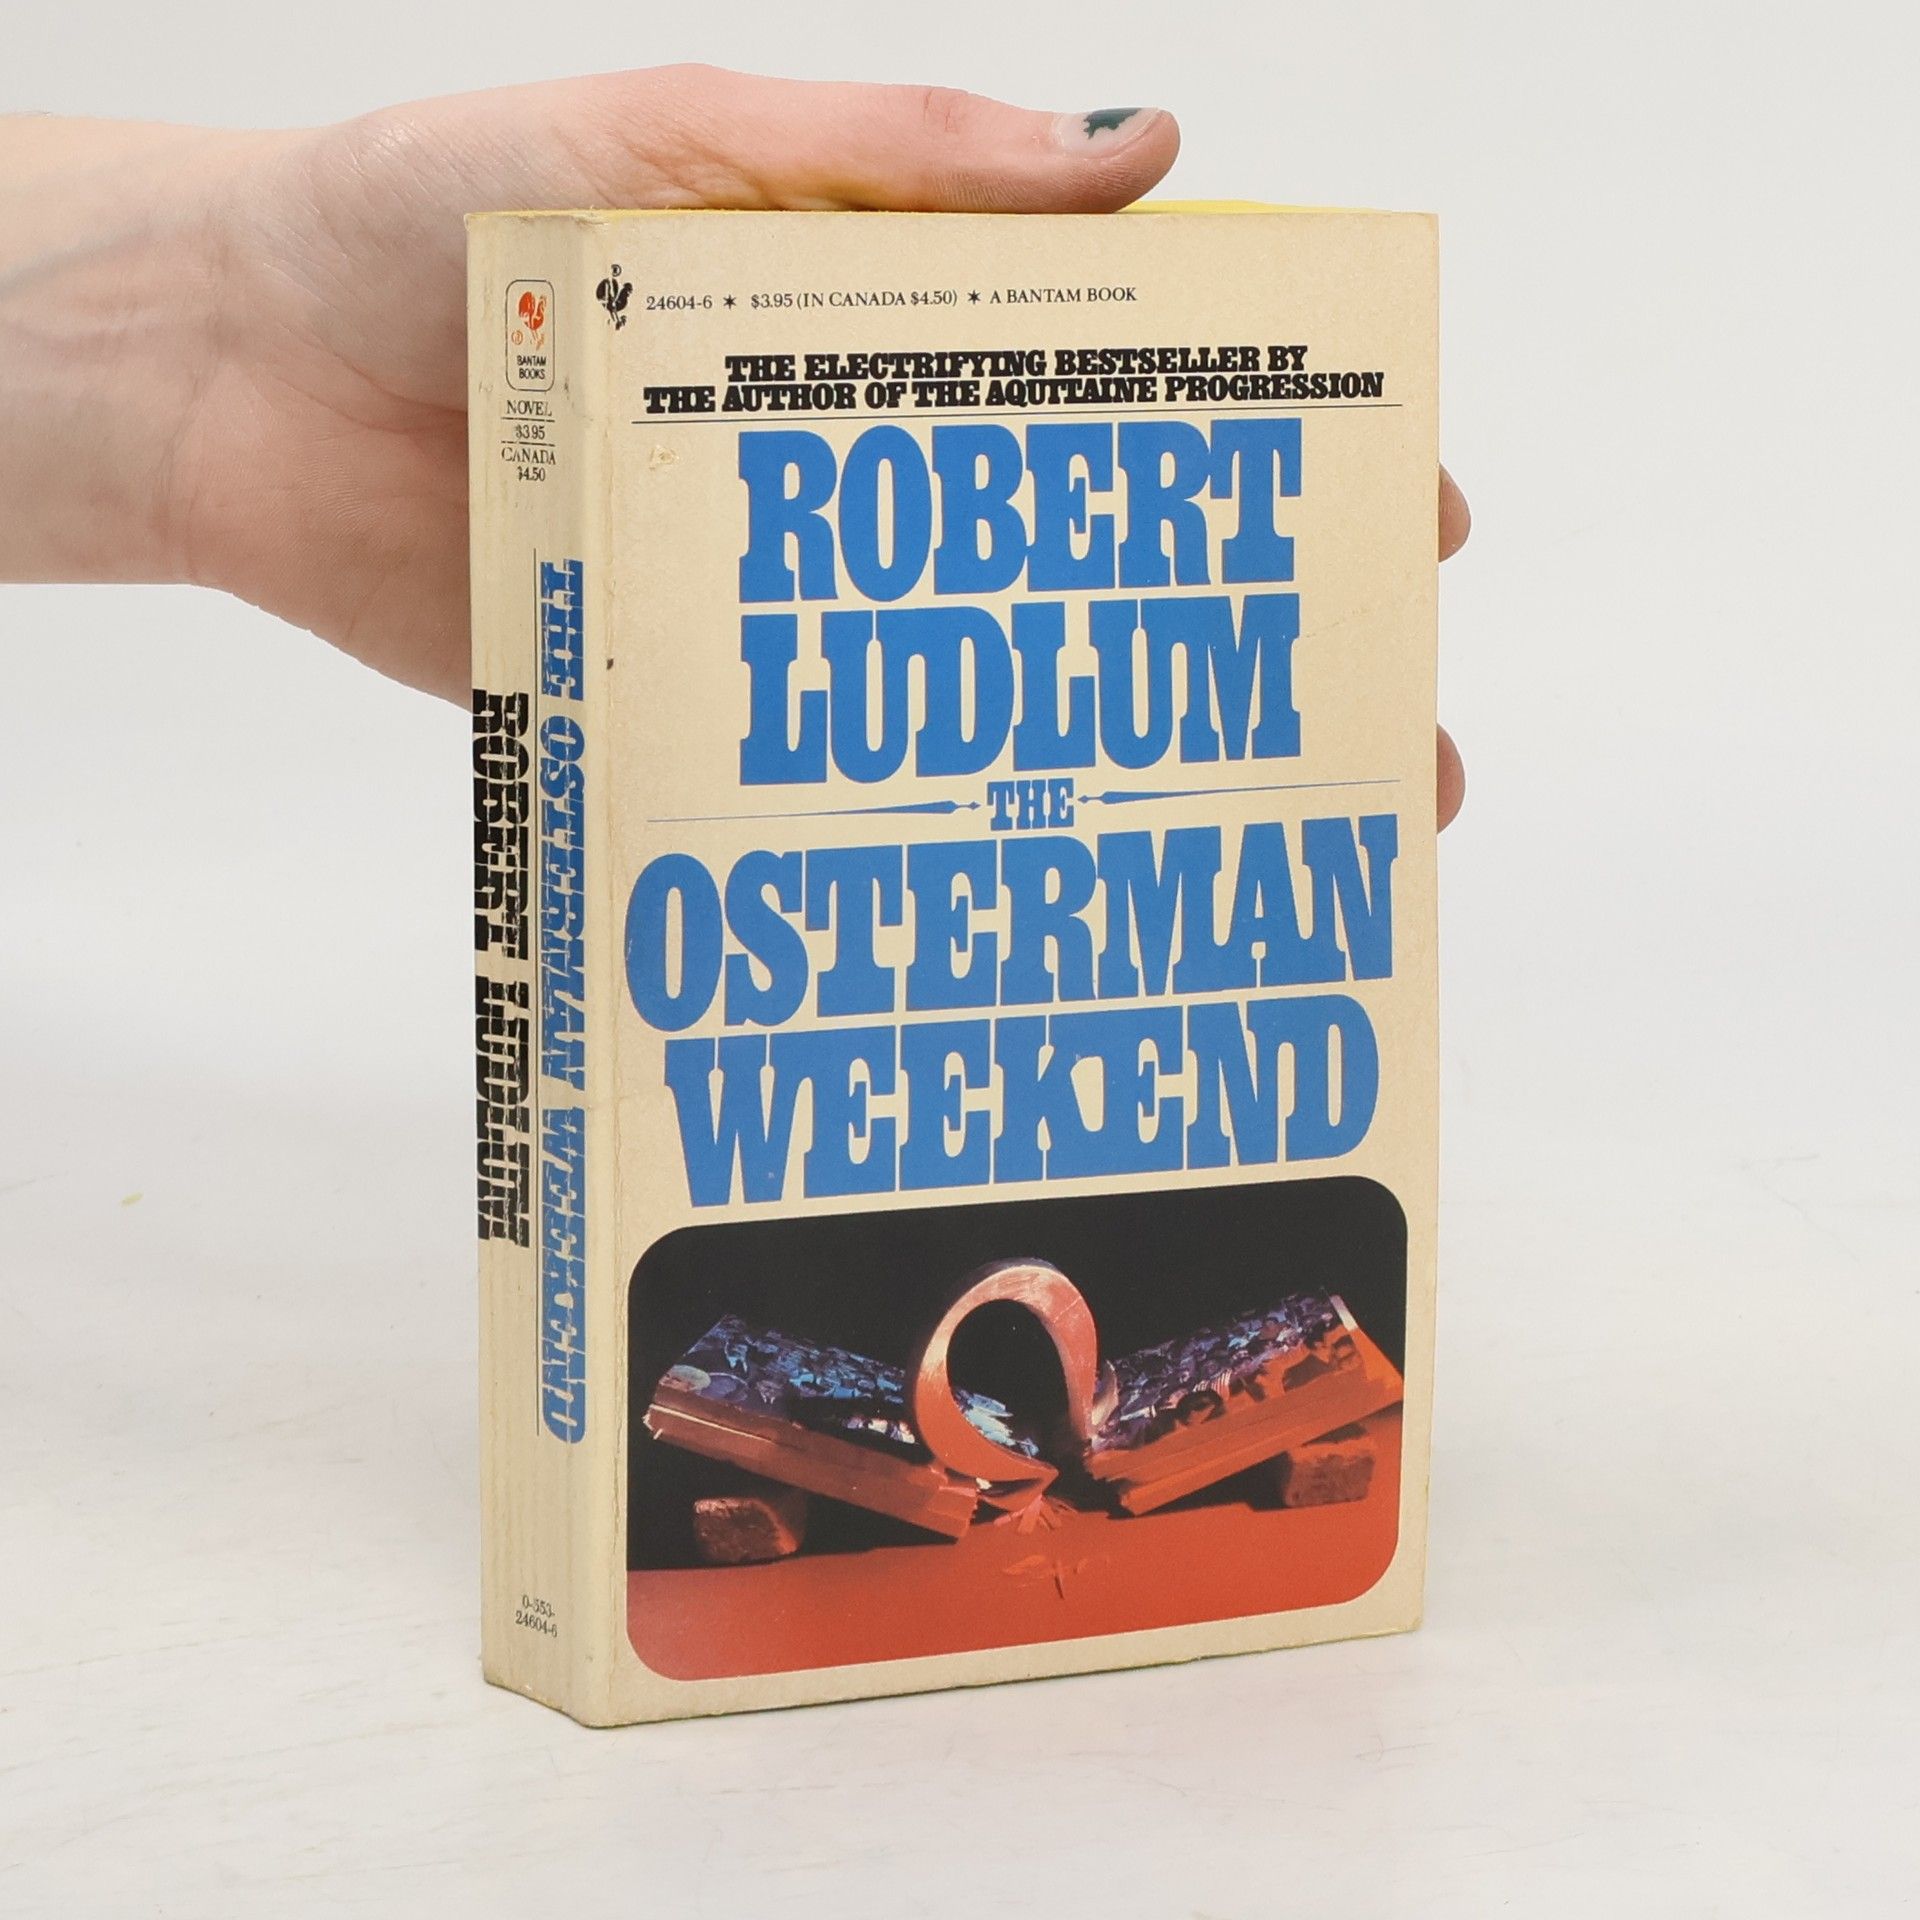 24604-6 ★ $3.95 (IN CANADA $4.50) ★ A BANTAM BOOK
THE ELECTRIFYING BESTSELLER BY
THE AUTHOR OF THE AQUITAINE PROGRESSION
ROBERT
LUDLUM
THE
OSTERMAN
WEEKEND
BANTAM
BOOKS
NOVEL
$3.95
CANADA
$4.50
THE OSTERMAN WEEKEND
ROBERT LUDLUM
0-553-
24604-6